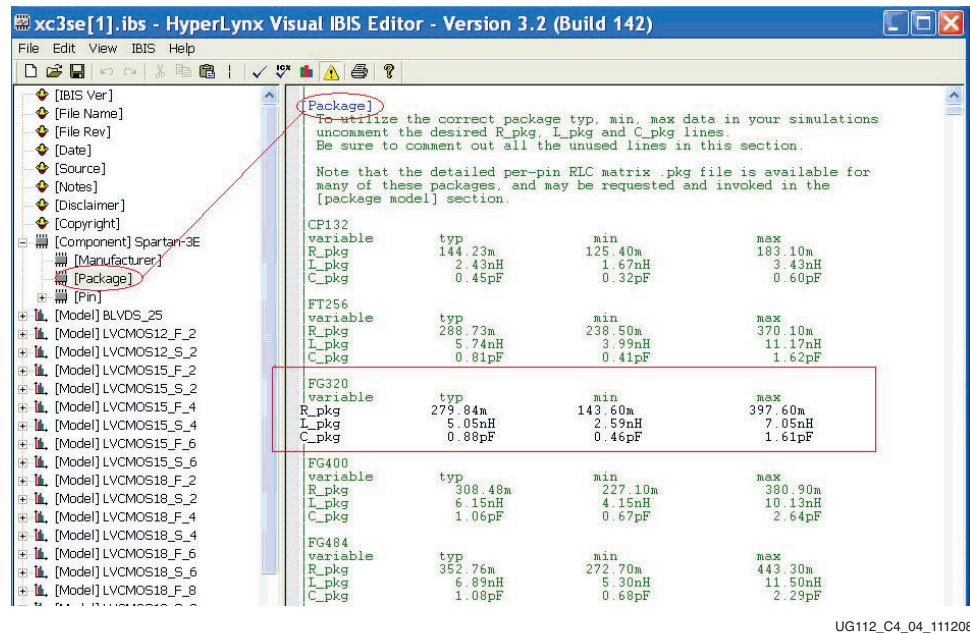 xc3se[1].ibs - HyperLynx Visual IBIS Editor - Version 3.2 (Build 142)
File Edit View IBIS Help
[IBIS Ver]
[File Name]
[File Rev]
[Date]
[Source]
[Notes]
[Disclaimer]
[Copyright]
[Component] Spartan-3E
[Manufacturer]
[Package]
[Pin]
[Model] BLVDS_25
[Model] LVCMOS12_F_2
[Model] LVCMOS12_S_2
[Model] LVCMOS15_F_2
[Model] LVCMOS15_S_2
[Model] LVCMOS15_F_4
[Model] LVCMOS15_S_4
[Model] LVCMOS15_F_6
[Model] LVCMOS15_S_6
[Model] LVCMOS18_F_2
[Model] LVCMOS18_S_2
[Model] LVCMOS18_F_4
[Model] LVCMOS18_S_4
[Model] LVCMOS18_F_6
[Model] LVCMOS18_S_6
[Model] LVCMOS18_F_8
[Package]
To utilize the correct package typ, min, max data in your simulations
uncomment the desired R_pkg, L_pkg and C_pkg lines.
Be sure to comment out all the unused lines in this section.
Note that the detailed per-pin RLC matrix .pkg file is available for
many of these packages, and may be requested and invoked in the
[package model] section.
|CP132
|variable typ min max
|R_pkg 144.23m 125.40m 183.10m
|L_pkg 2.43nH 1.67nH 3.43nH
|C_pkg 0.45pF 0.32pF 0.60pF
|FT256
|variable typ min max
|R_pkg 288.73m 238.50m 370.10m
|L_pkg 5.74nH 3.99nH 11.17nH
|C_pkg 0.81pF 0.41pF 1.62pF
|FG320
|variable typ min max
R_pkg 279.84m 143.60m 397.60m
L_pkg 5.05nH 2.59nH 7.05nH
C_pkg 0.88pF 0.46pF 1.61pF
|FG400
|variable typ min max
|R_pkg 308.48m 227.10m 380.90m
|L_pkg 6.15nH 4.15nH 10.13nH
|C_pkg 1.06pF 0.67pF 2.64pF
|FG484
|variable typ min max
|R_pkg 352.76m 272.70m 443.30m
|L_pkg 6.89nH 5.30nH 11.50nH
|C_pkg 1.08pF 0.68pF 2.29pF
UG112_C4_04_111208